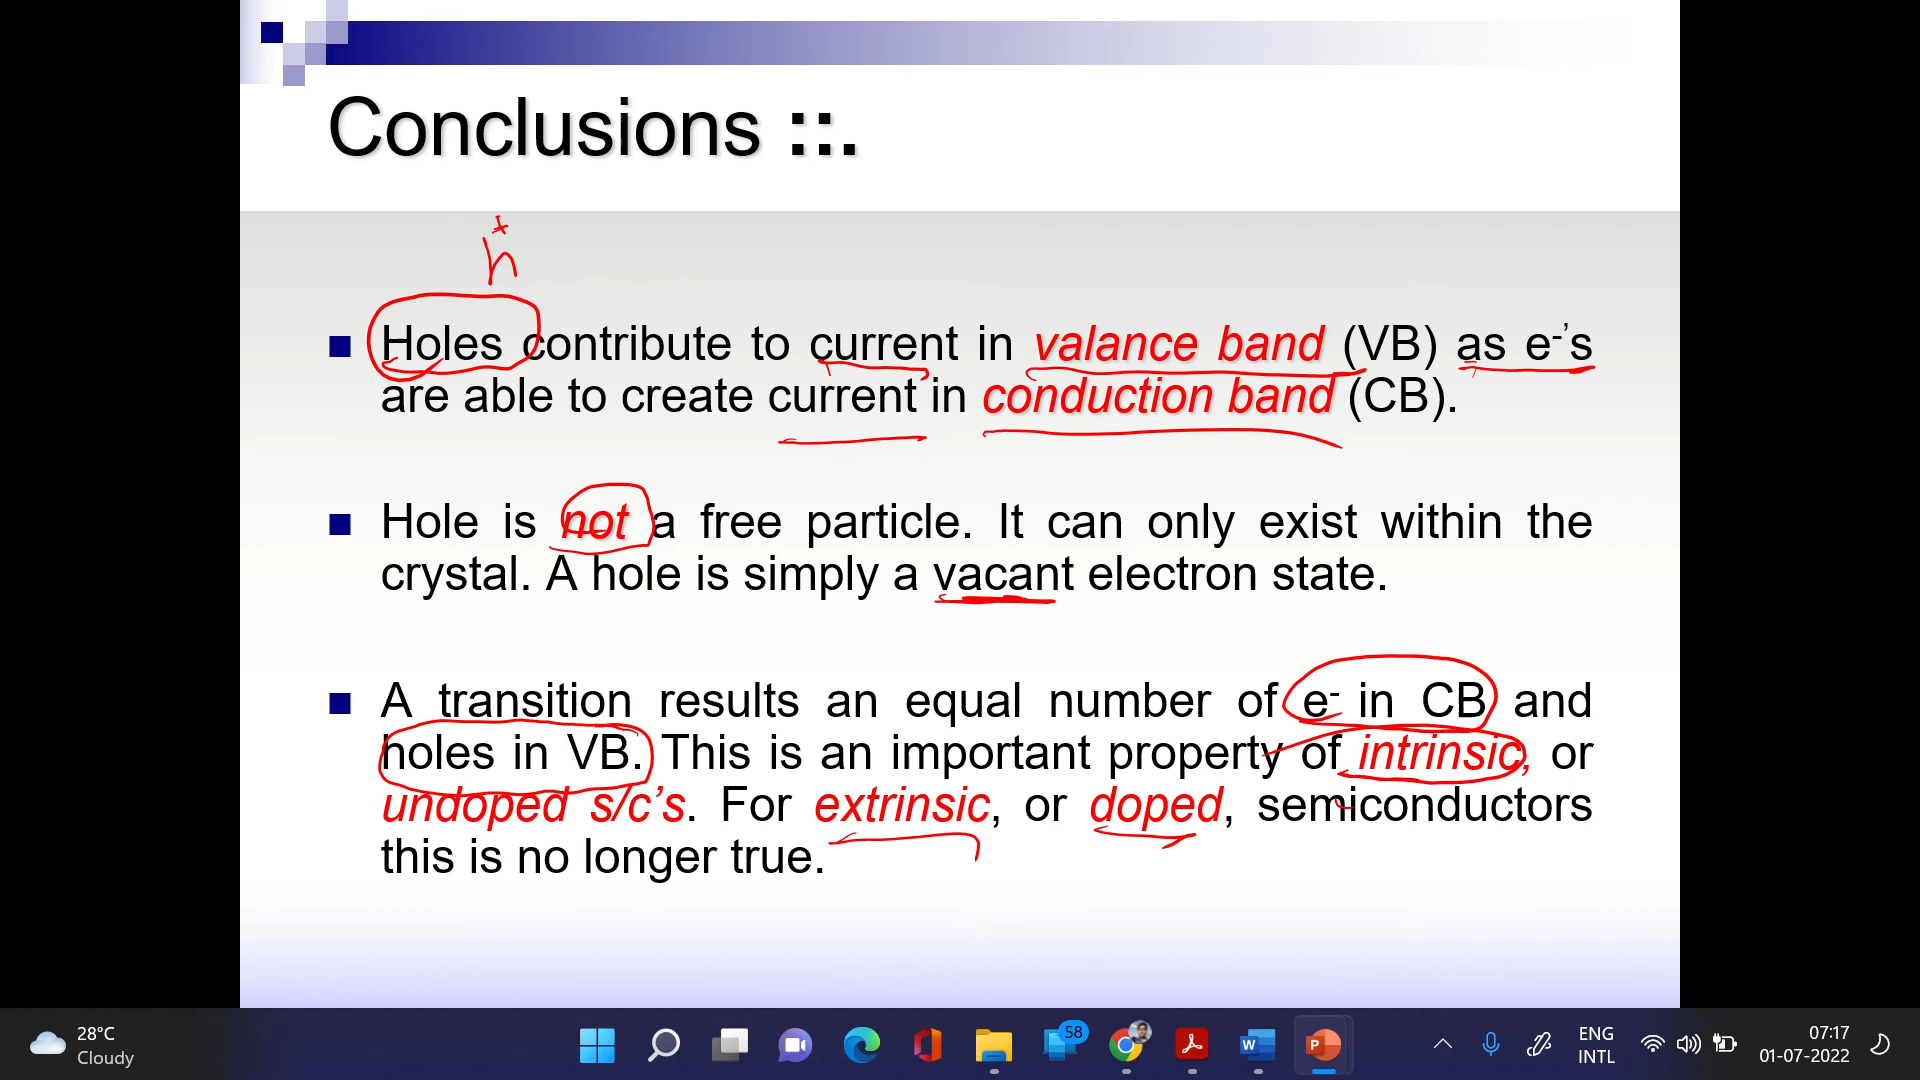 Conclusions ::.
h+
Holes contribute to current in valance band (VB) as e-'s
are able to create current in conduction band (CB).
Hole is not a free particle. It can only exist within the
crystal. A hole is simply a vacant electron state.
A transition results an equal number of e- in CB and
holes in VB. This is an important property of intrinsic, or
undoped s/c's. For extrinsic, or doped, semiconductors
this is no longer true.
28°C
Cloudy
58
W
P
ENG
INTL
07:17
01-07-2022